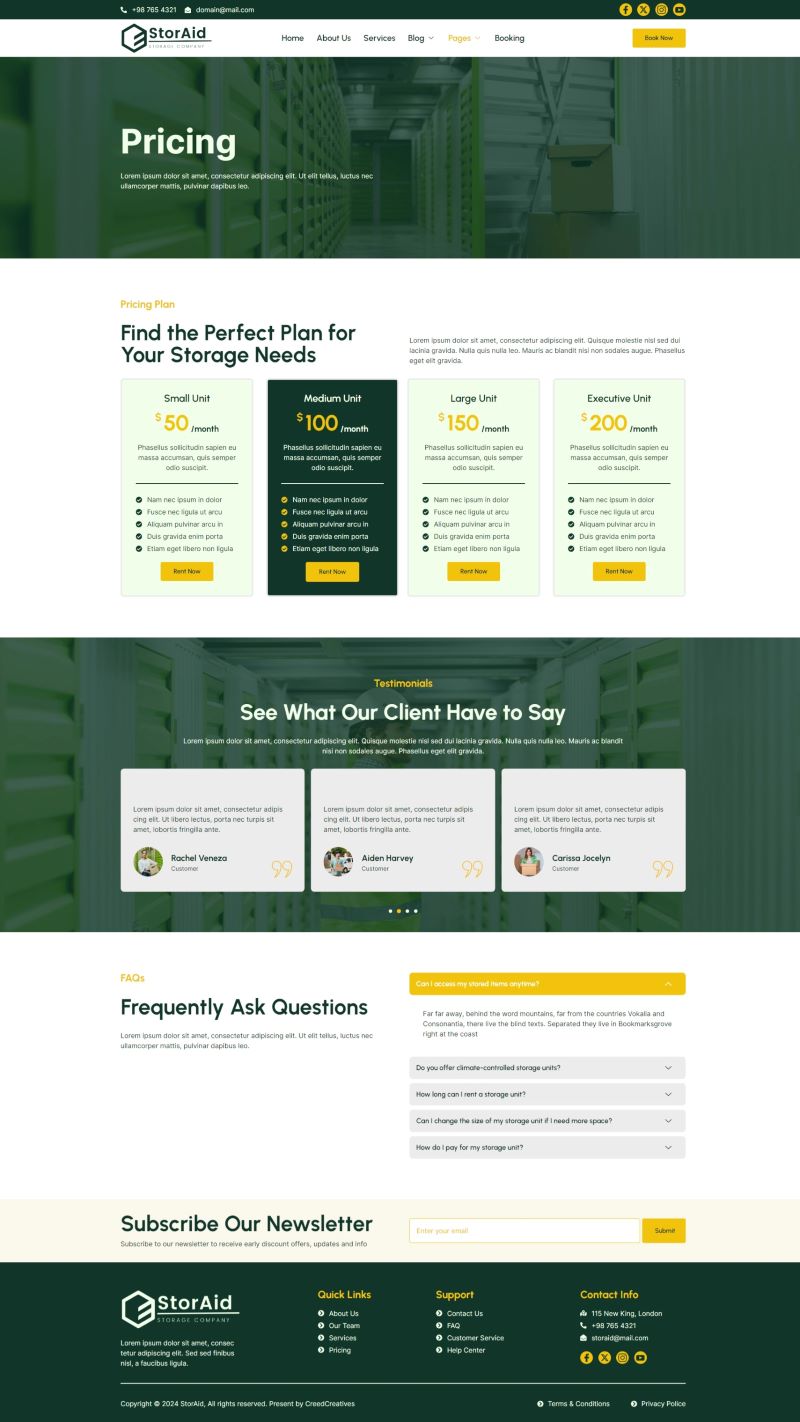 +98 765 4321
domain@mail.com
StorAid
STORAGE COMPANY
Home
About Us
Services
Blog
Pages
Booking
Book Now
Pricing
Lorem ipsum dolor sit amet, consectetur adipiscing elit. Ut elit tellus, luctus nec
ullamcorper mattis, pulvinar dapibus leo.
Pricing Plan
Find the Perfect Plan for
Your Storage Needs
Lorem ipsum dolor sit amet, consectetur adipiscing elit. Quisque molestie nisl sed dui
lacinia gravida. Nulla quis nulla leo. Mauris ac blandit nisi non sodales augue. Phasellus
eget elit gravida.
Small Unit
$50 /month
Phasellus sollicitudin sapien eu
massa accumsan, quis semper
odio suscipit.
Nam nec ipsum in dolor
Fusce nec ligula ut arcu
Aliquam pulvinar arcu in
Duis gravida enim porta
Etiam eget libero non ligula
Rent Now
Medium Unit
$100 /month
Phasellus sollicitudin sapien eu
massa accumsan, quis semper
odio suscipit.
Nam nec ipsum in dolor
Fusce nec ligula ut arcu
Aliquam pulvinar arcu in
Duis gravida enim porta
Etiam eget libero non ligula
Rent Now
Large Unit
$150 /month
Phasellus sollicitudin sapien eu
massa accumsan, quis semper
odio suscipit.
Nam nec ipsum in dolor
Fusce nec ligula ut arcu
Aliquam pulvinar arcu in
Duis gravida enim porta
Etiam eget libero non ligula
Rent Now
Executive Unit
$200 /month
Phasellus sollicitudin sapien eu
massa accumsan, quis semper
odio suscipit.
Nam nec ipsum in dolor
Fusce nec ligula ut arcu
Aliquam pulvinar arcu in
Duis gravida enim porta
Etiam eget libero non ligula
Rent Now
Testimonials
See What Our Client Have to Say
Lorem ipsum dolor sit amet, consectetur adipiscing elit. Quisque molestie nisl sed dui lacinia gravida. Nulla quis nulla leo. Mauris ac blandit
nisi non sodales augue. Phasellus eget elit gravida.
Lorem ipsum dolor sit amet, consectetur adipis
cing elit. Ut libero lectus, porta nec turpis sit
amet, lobortis fringilla ante.
Rachel Veneza
Customer
Lorem ipsum dolor sit amet, consectetur adipis
cing elit. Ut libero lectus, porta nec turpis sit
amet, lobortis fringilla ante.
Aiden Harvey
Customer
Lorem ipsum dolor sit amet, consectetur adipis
cing elit. Ut libero lectus, porta nec turpis sit
amet, lobortis fringilla ante.
Carissa Jocelyn
Customer
FAQs
Frequently Ask Questions
Lorem ipsum dolor sit amet, consectetur adipiscing elit. Ut elit tellus, luctus nec
ullamcorper mattis, pulvinar dapibus leo.
Can I access my stored items anytime?
Far far away, behind the word mountains, far from the countries Vokalia and
Consonantia, there live the blind texts. Separated they live in Bookmarksgrove
right at the coast
Do you offer climate-controlled storage units?
How long can I rent a storage unit?
Can I change the size of my storage unit if I need more space?
How do I pay for my storage unit?
Subscribe Our Newsletter
Subscribe to our newsletter to receive early discount offers, updates and info
Enter your email
Submit
StorAid
STORAGE COMPANY
Lorem ipsum dolor sit amet, consec
tetur adipiscing elit. Sed sed finibus
nisl, a faucibus ligula.
Quick Links
About Us
Our Team
Services
Pricing
Support
Contact Us
FAQ
Customer Service
Help Center
Contact Info
115 New King, London
+98 765 4321
storaid@mail.com
Copyright © 2024 StorAid, All rights reserved. Present by CreedCreatives
Terms & Conditions
Privacy Police